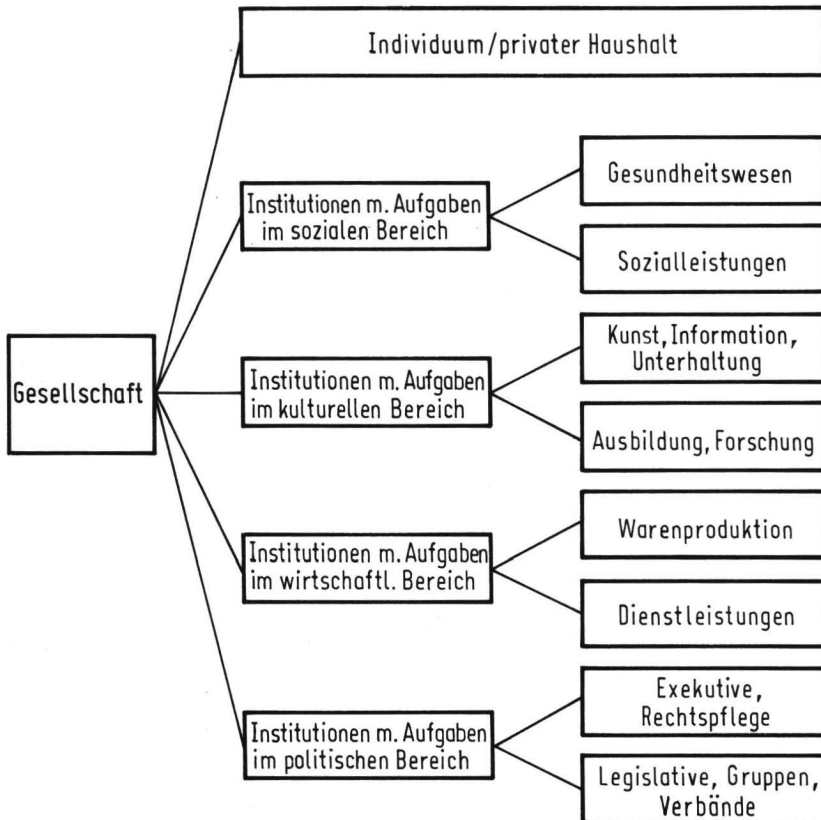 Individuum/privater Haushalt
Gesellschaft
Institutionen m. Aufgaben
im sozialen Bereich
Gesundheitswesen
Sozialleistungen
Institutionen m. Aufgaben
im kulturellen Bereich
Kunst, Information,
Unterhaltung
Ausbildung, Forschung
Institutionen m. Aufgaben
im wirtschaftl. Bereich
Warenproduktion
Dienstleistungen
Institutionen m. Aufgaben
im politischen Bereich
Exekutive,
Rechtspflege
Legislative, Gruppen,
Verbände